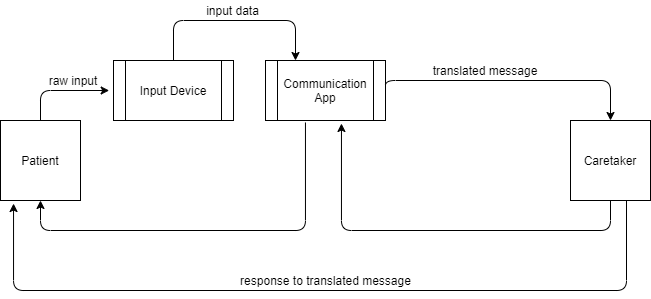 input data
translated message
raw input
Input Device
Communication
App
Patient
Caretaker
response to translated message